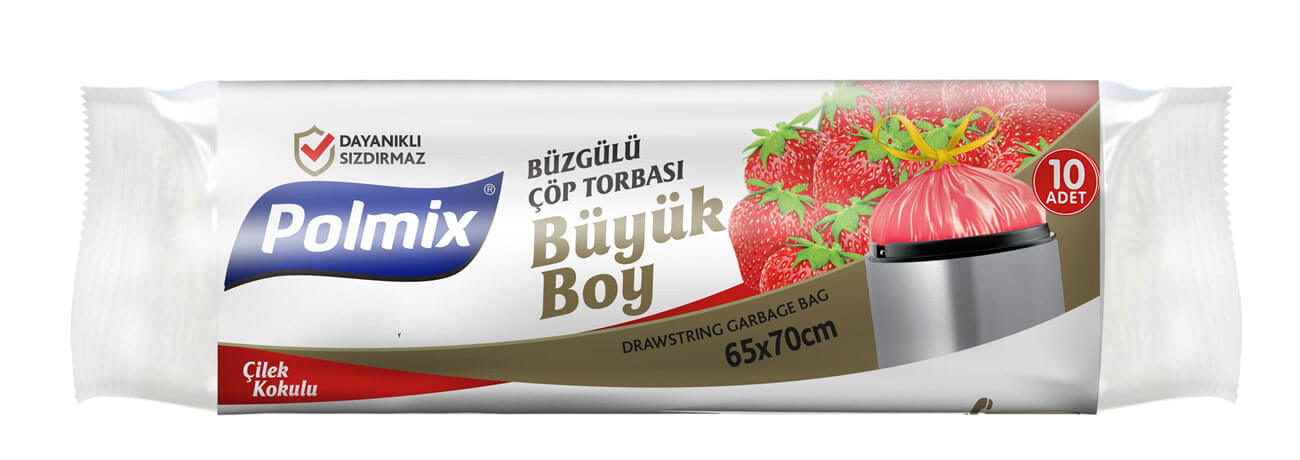 DAYANIKLI
SIZDIRMAZ
Polmix®
BÜZGÜLÜ
ÇÖP TORBASI
Büyük
Boy
10
ADET
DRAWSTRING GARBAGE BAG
65x70cm
Çilek
Kokulu